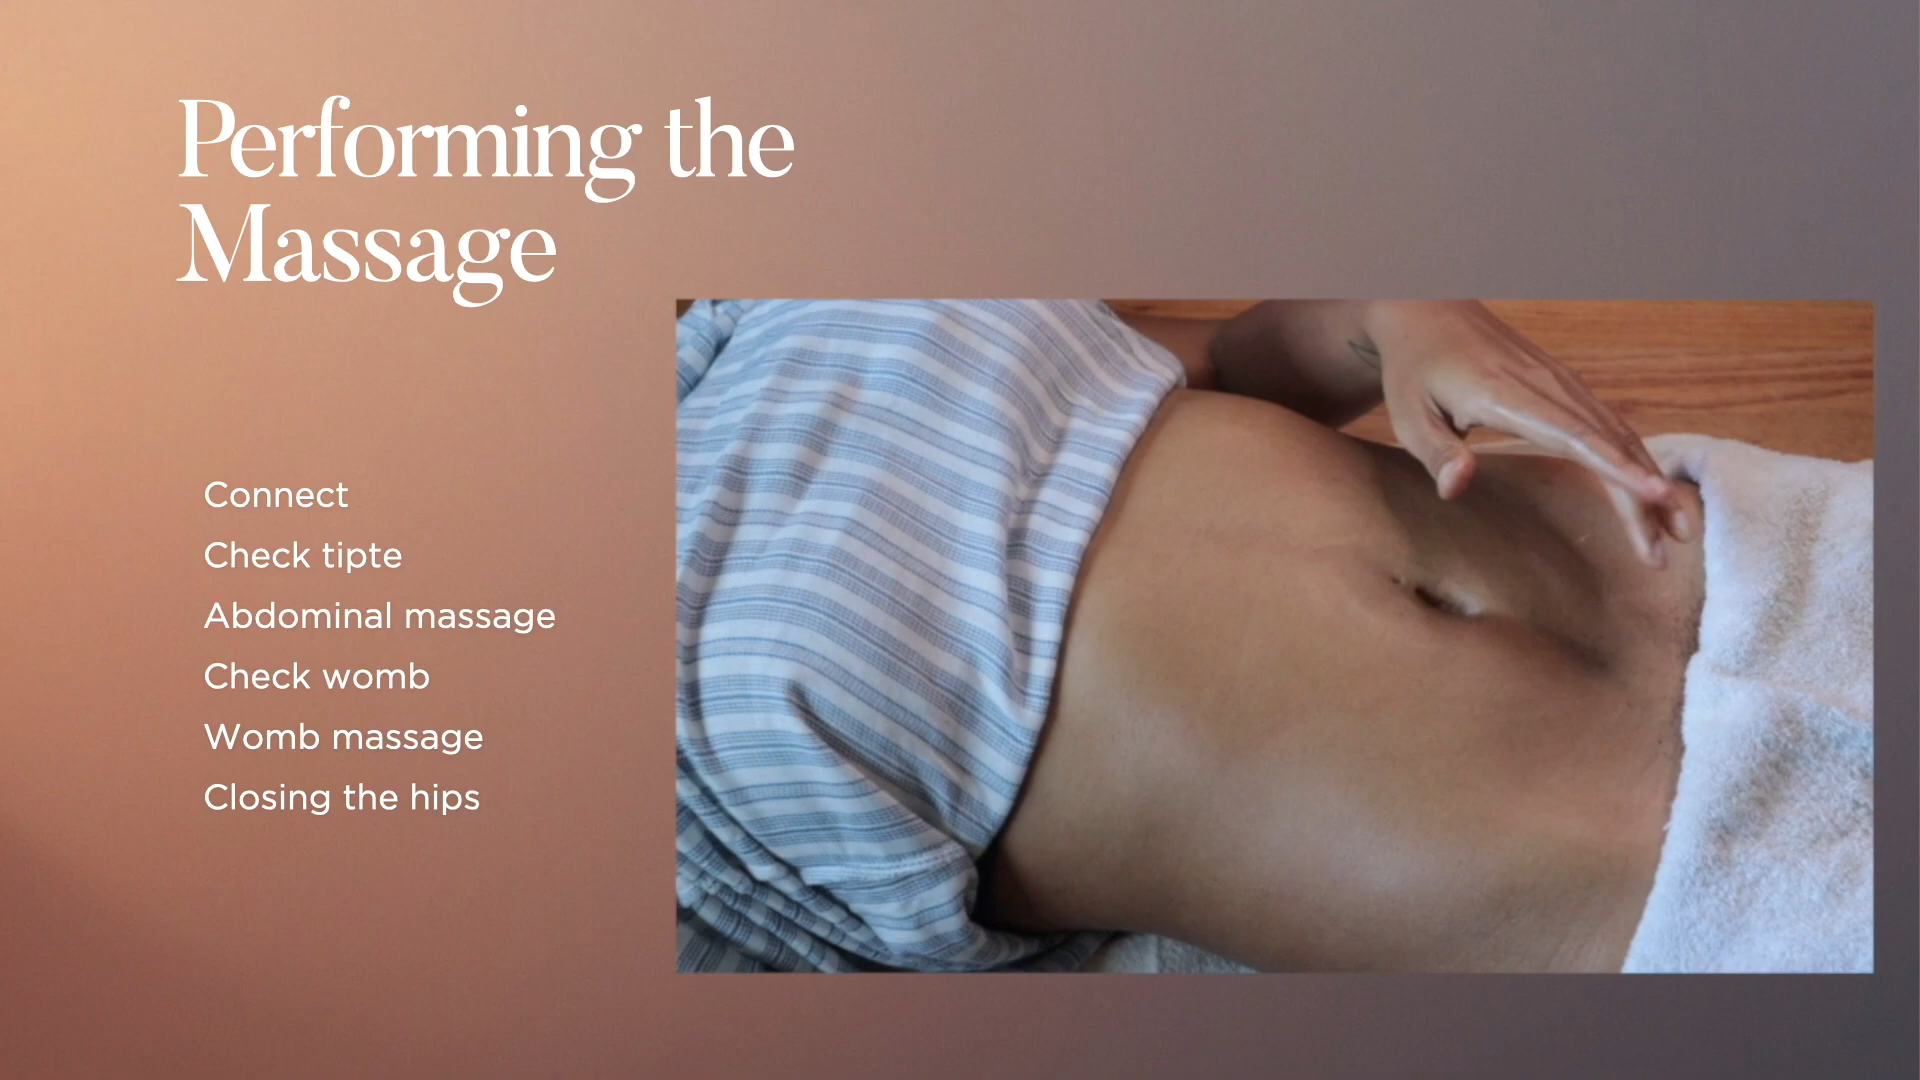 Performing the
Massage
Connect
Check tipte
Abdominal massage
Check womb
Womb massage
Closing the hips